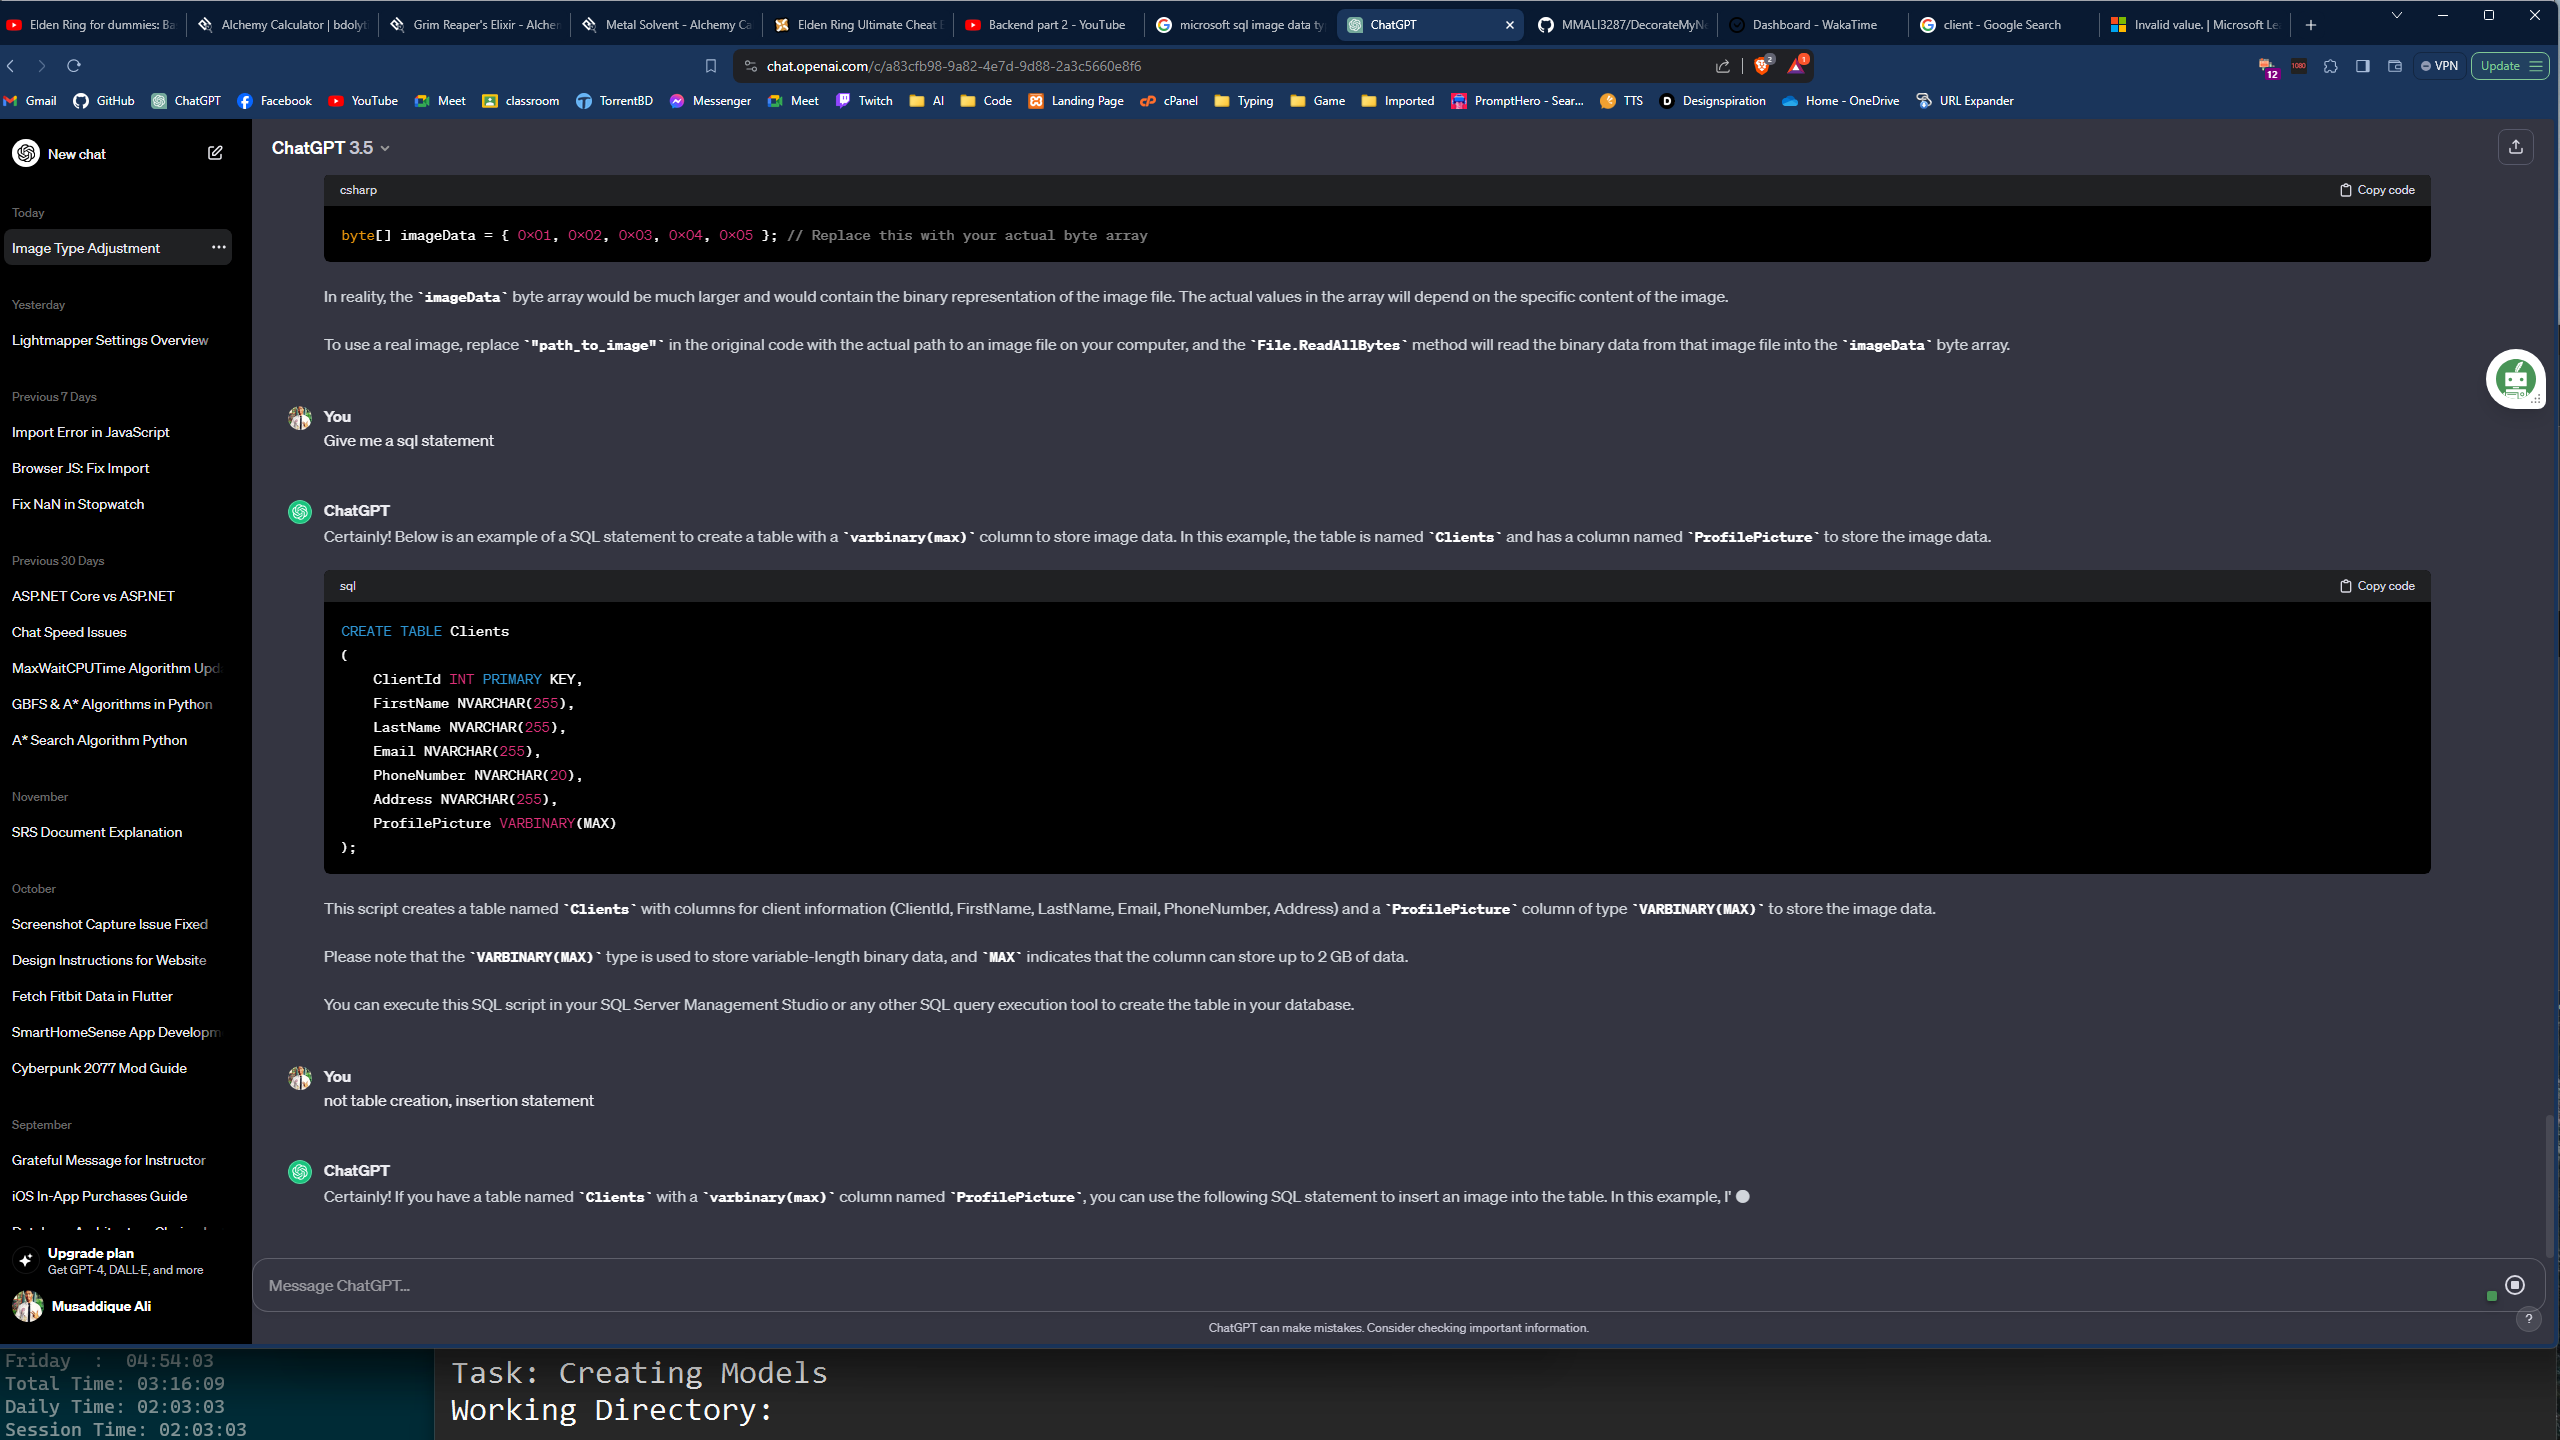 Elden Ring for dummies: Ba
Alchemy Calculator | bdolyti
Grim Reaper's Elixir - Alche
Metal Solvent - Alchemy Ca
Elden Ring Ultimate Cheat
Backend part 2 - YouTube
microsoft sql image data ty
ChatGPT
MMALI3287/DecorateMyNe
Dashboard - WakaTime
client - Google Search
Invalid value. | Microsoft Le
chat.openai.com/c/a83cfb98-9a82-4e7d-9d88-2a3c5660e8f6
2
1
12
1080
VPN
Update
Gmail
GitHub
ChatGPT
Facebook
YouTube
Meet
classroom
TorrentBD
Messenger
Meet
Twitch
AI
Code
Landing Page
cPanel
Typing
Game
Imported
PromptHero - Sear...
TTS
Designspiration
Home - OneDrive
URL Expander
New chat
Today
Image Type Adjustment
Yesterday
Lightmapper Settings Overview
Previous 7 Days
Import Error in JavaScript
Browser JS: Fix Import
Fix NaN in Stopwatch
Previous 30 Days
ASP.NET Core vs ASP.NET
Chat Speed Issues
MaxWaitCPUTime Algorithm Upd
GBFS & A* Algorithms in Python
A* Search Algorithm Python
November
SRS Document Explanation
October
Screenshot Capture Issue Fixed
Design Instructions for Website
Fetch Fitbit Data in Flutter
SmartHomeSense App Developm
Cyberpunk 2077 Mod Guide
September
Grateful Message for Instructor
iOS In-App Purchases Guide
Upgrade plan
Get GPT-4, DALL·E, and more
Musaddique Ali
ChatGPT 3.5
csharp
Copy code
byte[] imageData = { 0x01, 0x02, 0x03, 0x04, 0x05 }; // Replace this with your actual byte array
In reality, the `imageData` byte array would be much larger and would contain the binary representation of the image file. The actual values in the array will depend on the specific content of the image.
To use a real image, replace `"path_to_image"` in the original code with the actual path to an image file on your computer, and the `File.ReadAllBytes` method will read the binary data from that image file into the `imageData` byte array.
You
Give me a sql statement
ChatGPT
Certainly! Below is an example of a SQL statement to create a table with a `varbinary(max)` column to store image data. In this example, the table is named `Clients` and has a column named `ProfilePicture` to store the image data.
sql
Copy code
CREATE TABLE Clients
(
ClientId INT PRIMARY KEY,
FirstName NVARCHAR(255),
LastName NVARCHAR(255),
Email NVARCHAR(255),
PhoneNumber NVARCHAR(20),
Address NVARCHAR(255),
ProfilePicture VARBINARY(MAX)
);
This script creates a table named `Clients` with columns for client information (ClientId, FirstName, LastName, Email, PhoneNumber, Address) and a `ProfilePicture` column of type `VARBINARY(MAX)` to store the image data.
Please note that the `VARBINARY(MAX)` type is used to store variable-length binary data, and `MAX` indicates that the column can store up to 2 GB of data.
You can execute this SQL script in your SQL Server Management Studio or any other SQL query execution tool to create the table in your database.
You
not table creation, insertion statement
ChatGPT
Certainly! If you have a table named `Clients` with a `varbinary(max)` column named `ProfilePicture`, you can use the following SQL statement to insert an image into the table. In this example, I'
Message ChatGPT...
ChatGPT can make mistakes. Consider checking important information.
?
Friday : 04:54:03
Total Time: 03:16:09
Daily Time: 02:03:03
Session Time: 02:03:03
Task: Creating Models
Working Directory: